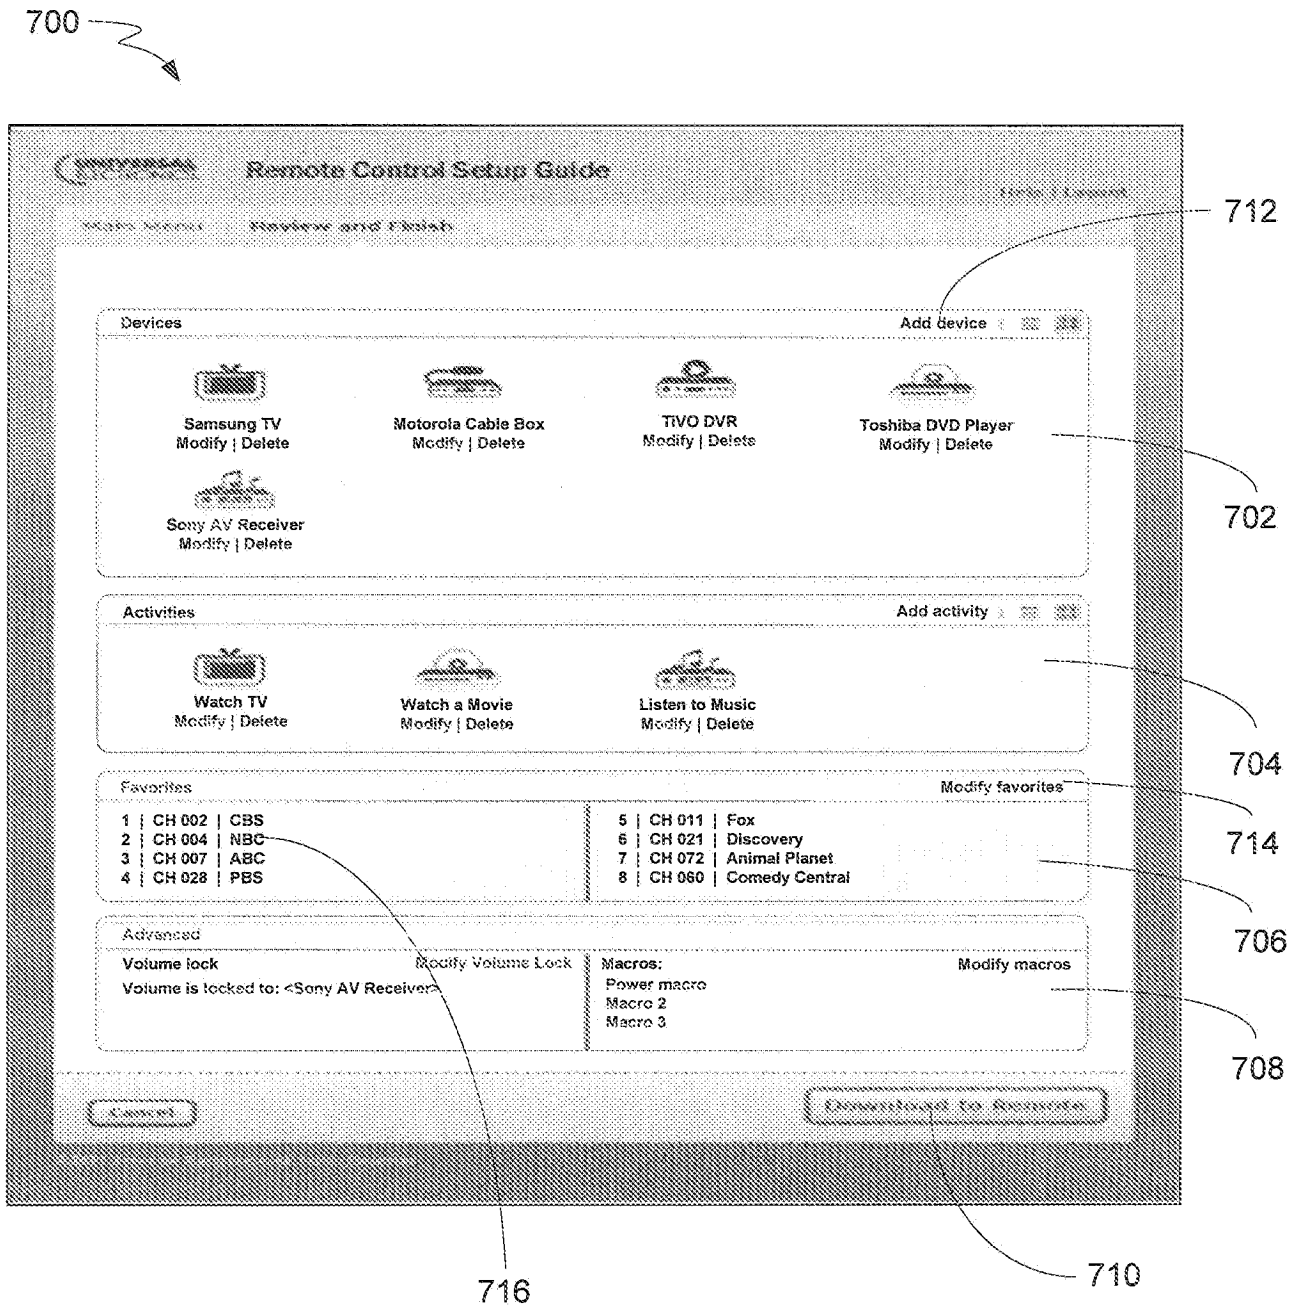 700
UNIVERSAL
Remote Control Setup Guide
Help | Logout
712
Main Menu Review and Finish
Devices Add device
Samsung TV Motorola Cable Box TiVO DVR Toshiba DVD Player
Modify | Delete Modify | Delete Modify | Delete Modify | Delete
702
Sony AV Receiver
Modify | Delete
Activities Add activity
Watch TV Watch a Movie Listen to Music
Modify | Delete Modify | Delete Modify | Delete
704
Favorites Modify favorites
1 | CH 002 | CBS 5 | CH 011 | Fox
2 | CH 004 | NBC 6 | CH 021 | Discovery
714
3 | CH 007 | ABC 7 | CH 072 | Animal Planet
4 | CH 028 | PBS 8 | CH 060 | Comedy Central
706
Advanced
Volume lock Modify Volume Lock Macros: Modify macros
Volume is locked to: <Sony AV Receiver> Power macro
Macro 2
Macro 3
708
Cancel Download to Remote
716 710